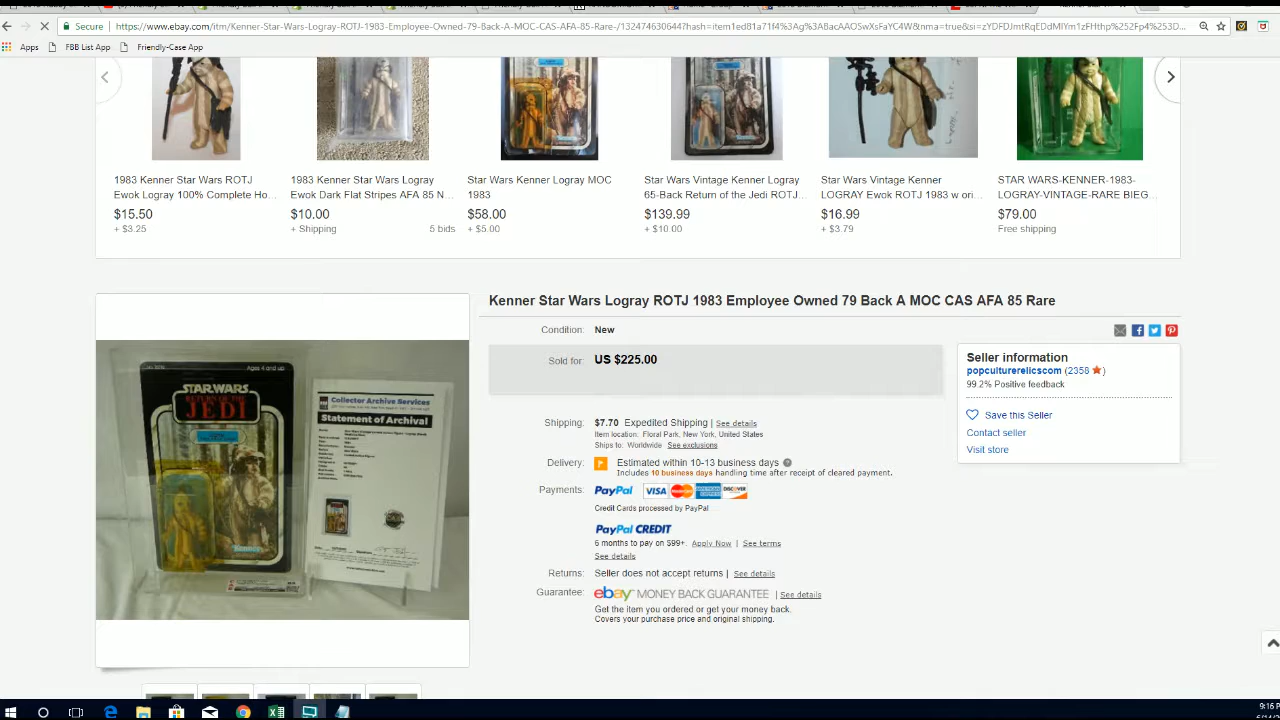 Secure
https://www.ebay.com/itm/Kenner-Star-Wars-Logray-ROTJ-1983-Employee-Owned-79-Back-A-MOC-CAS-AFA-85-Rare-/132474630644?
Apps
FBB List App
Friendly-Case App
1983 Kenner Star Wars ROTJ
Ewok Logray 100% Complete Ho...
$15.50
+ $3.25
1983 Kenner Star Wars Logray
Ewok Dark Flat Stripes AFA 85 N...
$10.00
+ Shipping
5 bids
Star Wars Kenner Logray MOC
1983
$58.00
+ $5.00
Star Wars Vintage Kenner Logray
65-Back Return of the Jedi ROTJ...
$139.99
+ $10.00
Star Wars Vintage Kenner
LOGRAY Ewok ROTJ 1983 w ori...
$16.99
+ $3.79
STAR WARS-KENNER-1983-
LOGRAY-VINTAGE-RARE BIEG...
$79.00
Free shipping
Kenner Star Wars Logray ROTJ 1983 Employee Owned 79 Back A MOC CAS AFA 85 Rare
Condition: New
Sold for: US $225.00
Shipping: $7.70 Expedited Shipping | See details
Item location: Floral Park, New York, United States
Ships to: Worldwide See exclusions
Delivery: Estimated within 10-13 business days
Includes 10 business days handling time after receipt of cleared payment.
Payments: PayPal VISA MasterCard AMERICAN EXPRESS DISCOVER
Credit Cards processed by PayPal
PayPal CREDIT
6 months to pay on $99+. Apply Now | See terms
See details
Returns: Seller does not accept returns | See details
Guarantee: ebay MONEY BACK GUARANTEE | See details
Get the item you ordered or get your money back.
Covers your purchase price and original shipping.
Seller information
popculturerelicscom (2358)
99.2% Positive feedback
Save this Seller
Contact seller
Visit store
Ages 4 and up
STAR WARS
RETURN OF THE
JEDI
Kenner
Collector Archive Services
Statement of Archival
9:16 P